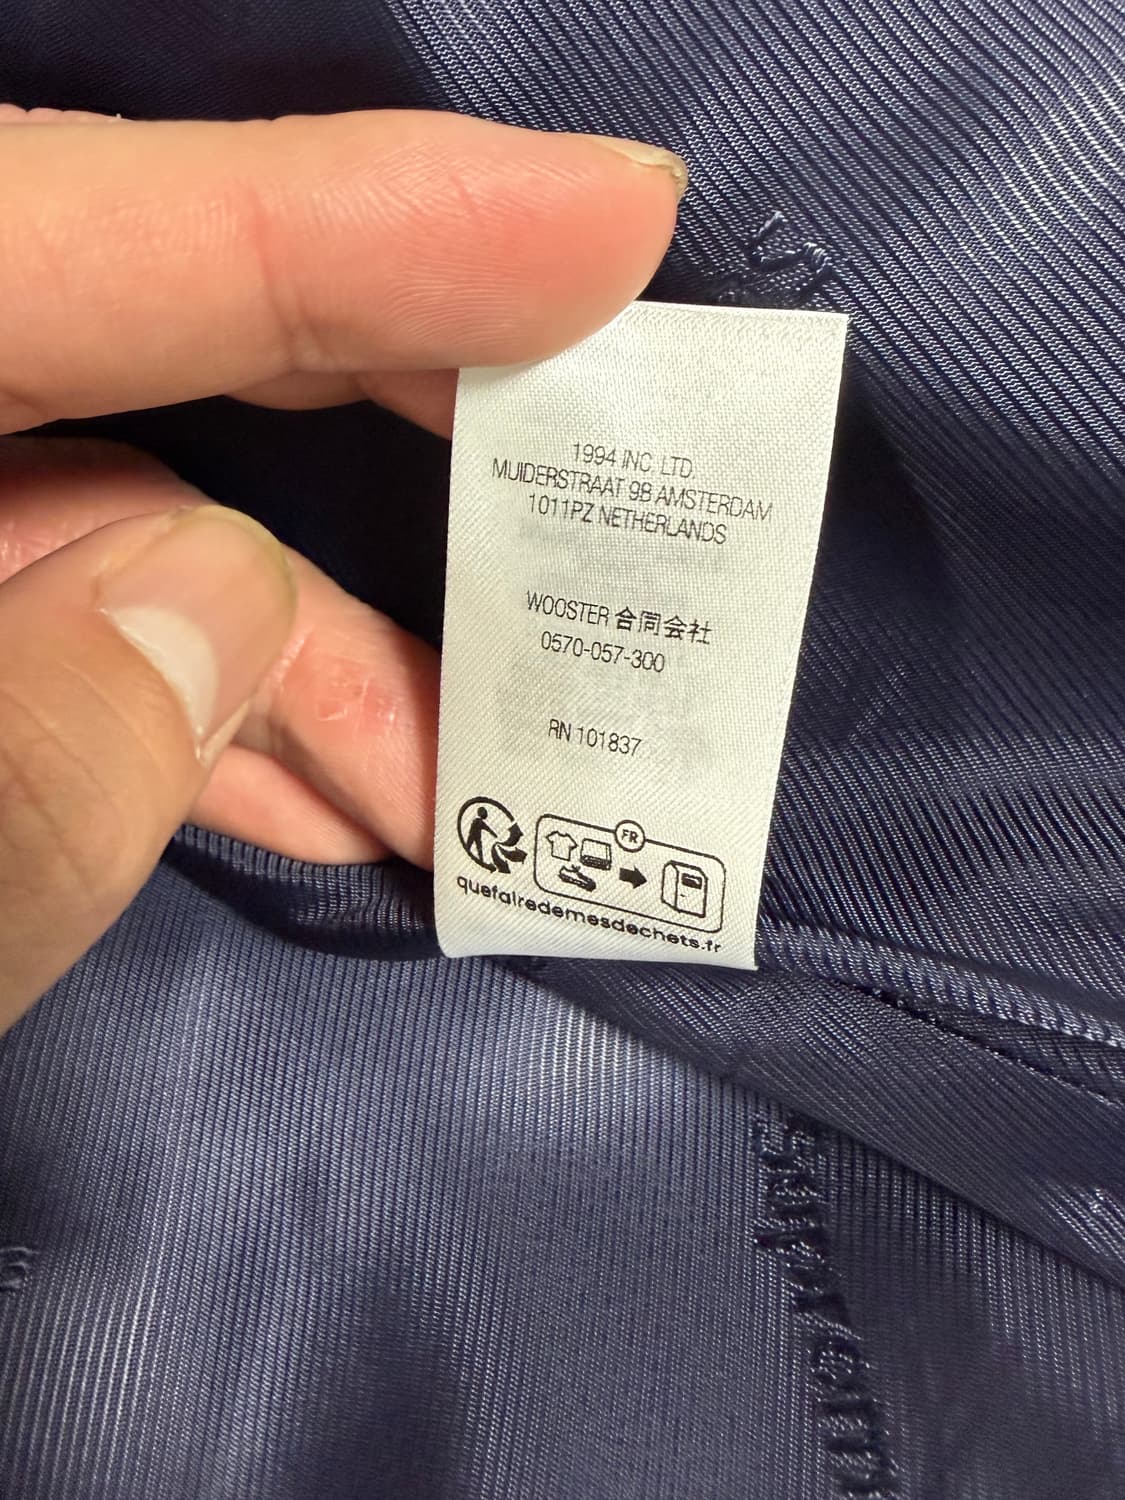 1994 INC. LTD.
MUIDERSTRAAT 9B AMSTERDAM
1011PZ NETHERLANDS
WOOSTER 合同会社
0570-057-300
RN 101837
FR
quefairedemesdechets.fr